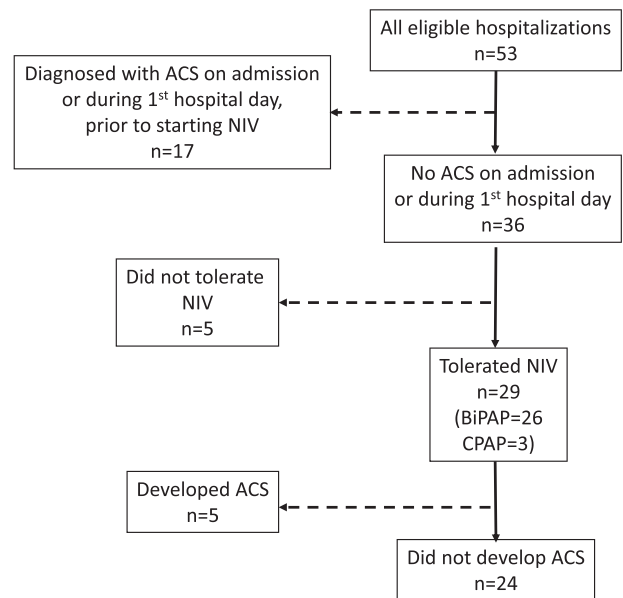 All eligible hospitalizations
n=53
Diagnosed with ACS on admission
or during 1st hospital day,
prior to starting NIV
n=17
No ACS on admission
or during 1st hospital day
n=36
Did not tolerate
NIV
n=5
Tolerated NIV
n=29
(BiPAP=26
CPAP=3)
Developed ACS
n=5
Did not develop ACS
n=24